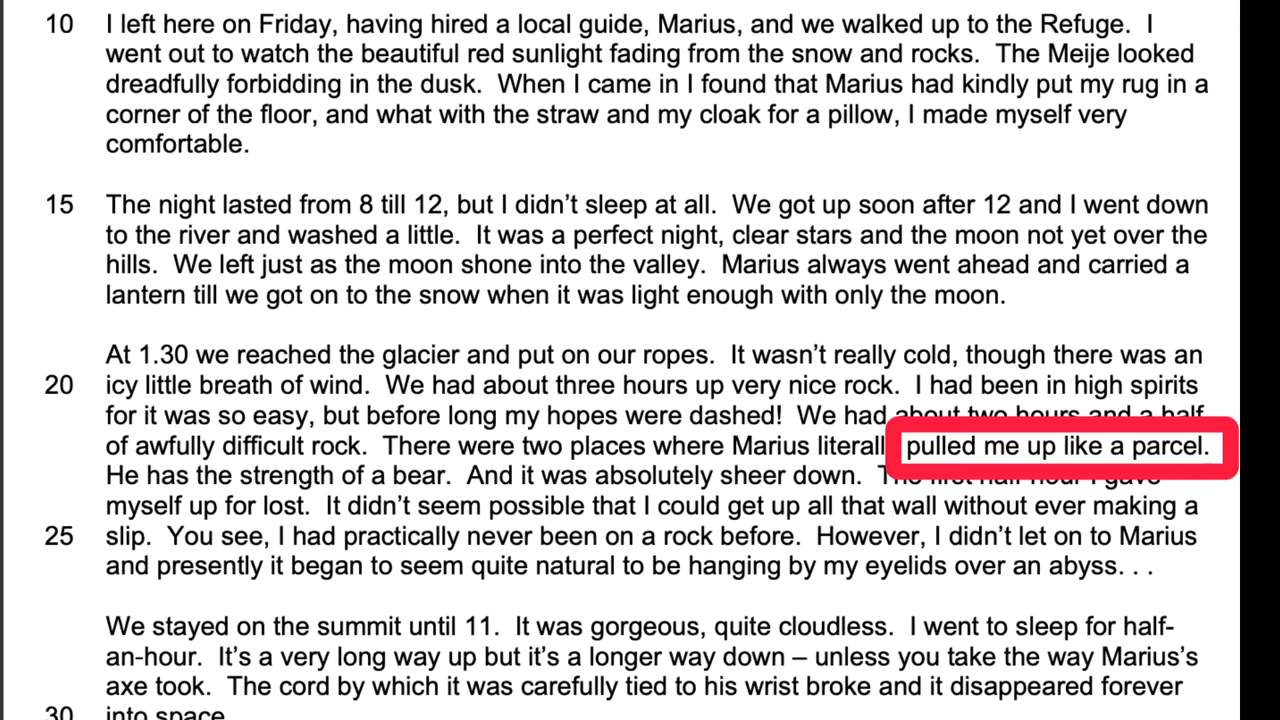 10 I left here on Friday, having hired a local guide, Marius, and we walked up to the Refuge. I
went out to watch the beautiful red sunlight fading from the snow and rocks. The Meije looked
dreadfully forbidding in the dusk. When I came in I found that Marius had kindly put my rug in a
corner of the floor, and what with the straw and my cloak for a pillow, I made myself very
comfortable.
15 The night lasted from 8 till 12, but I didn’t sleep at all. We got up soon after 12 and I went down
to the river and washed a little. It was a perfect night, clear stars and the moon not yet over the
hills. We left just as the moon shone into the valley. Marius always went ahead and carried a
lantern till we got on to the snow when it was light enough with only the moon.
At 1.30 we reached the glacier and put on our ropes. It wasn’t really cold, though there was an
20 icy little breath of wind. We had about three hours up very nice rock. I had been in high spirits
for it was so easy, but before long my hopes were dashed! We had about two hours and a half
of awfully difficult rock. There were two places where Marius literall pulled me up like a parcel.
He has the strength of a bear. And it was absolutely sheer down. The first half hour I gave
myself up for lost. It didn’t seem possible that I could get up all that wall without ever making a
25 slip. You see, I had practically never been on a rock before. However, I didn’t let on to Marius
and presently it began to seem quite natural to be hanging by my eyelids over an abyss. . .
We stayed on the summit until 11. It was gorgeous, quite cloudless. I went to sleep for half-
an-hour. It’s a very long way up but it’s a longer way down – unless you take the way Marius’s
axe took. The cord by which it was carefully tied to his wrist broke and it disappeared forever
30 into space